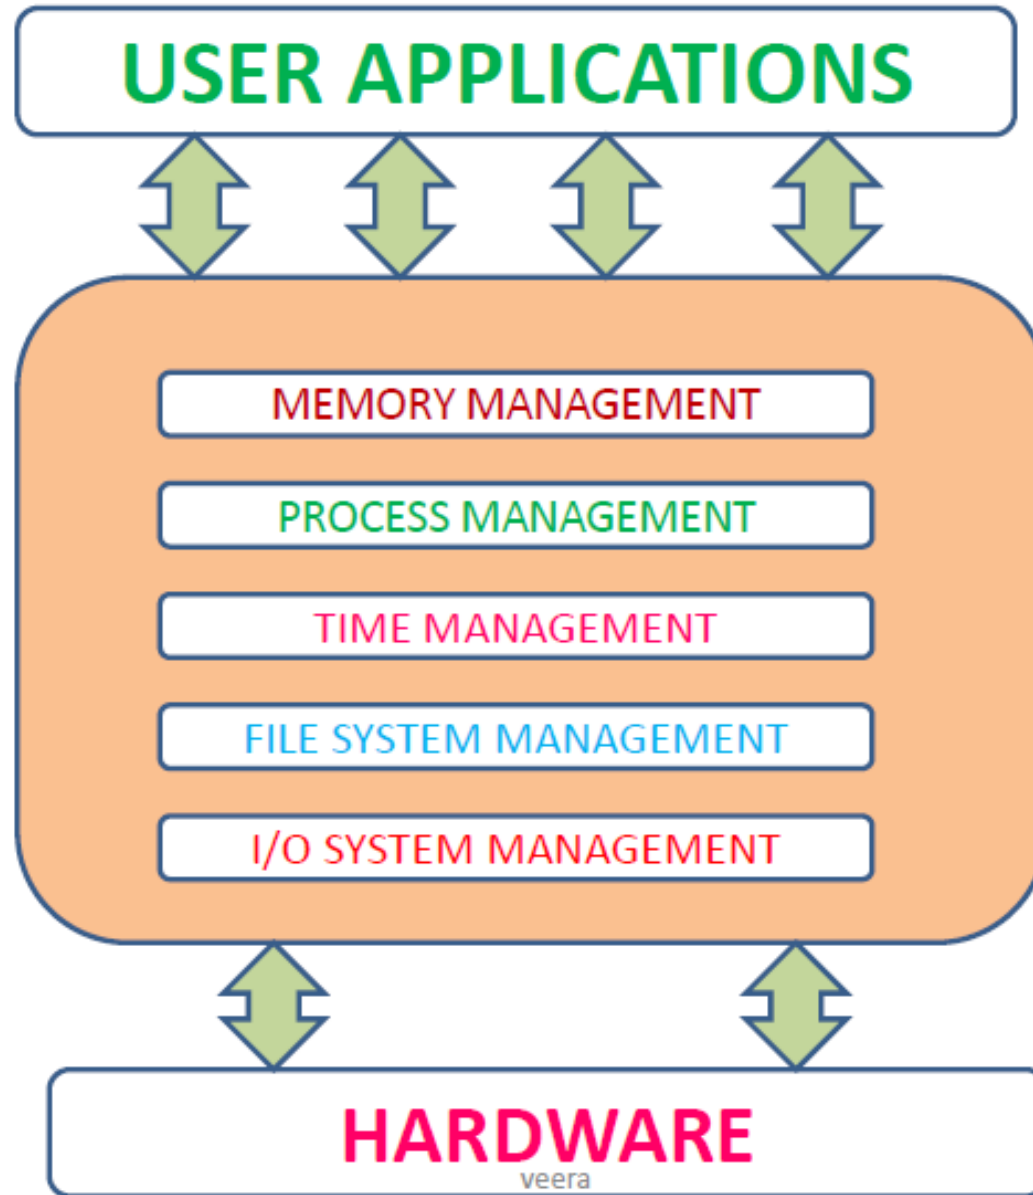 USER APPLICATIONS
MEMORY MANAGEMENT
PROCESS MANAGEMENT
TIME MANAGEMENT
FILE SYSTEM MANAGEMENT
I/O SYSTEM MANAGEMENT
HARDWARE
veera